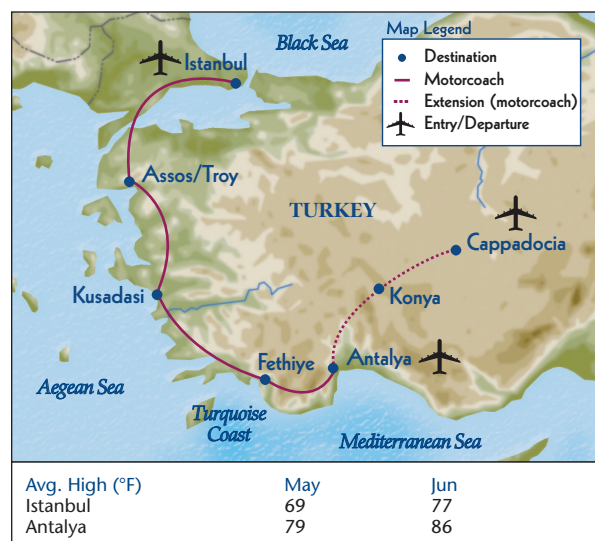 Black Sea
Map Legend
Destination
Motorcoach
Extension (motorcoach)
Entry/Departure
Istanbul
Assos/Troy
TURKEY
Cappadocia
Kusadasi
Konya
Fethiye
Antalya
Aegean Sea
Turquoise
Coast
Mediterranean Sea
Avg. High (°F) May Jun
Istanbul 69 77
Antalya 79 86